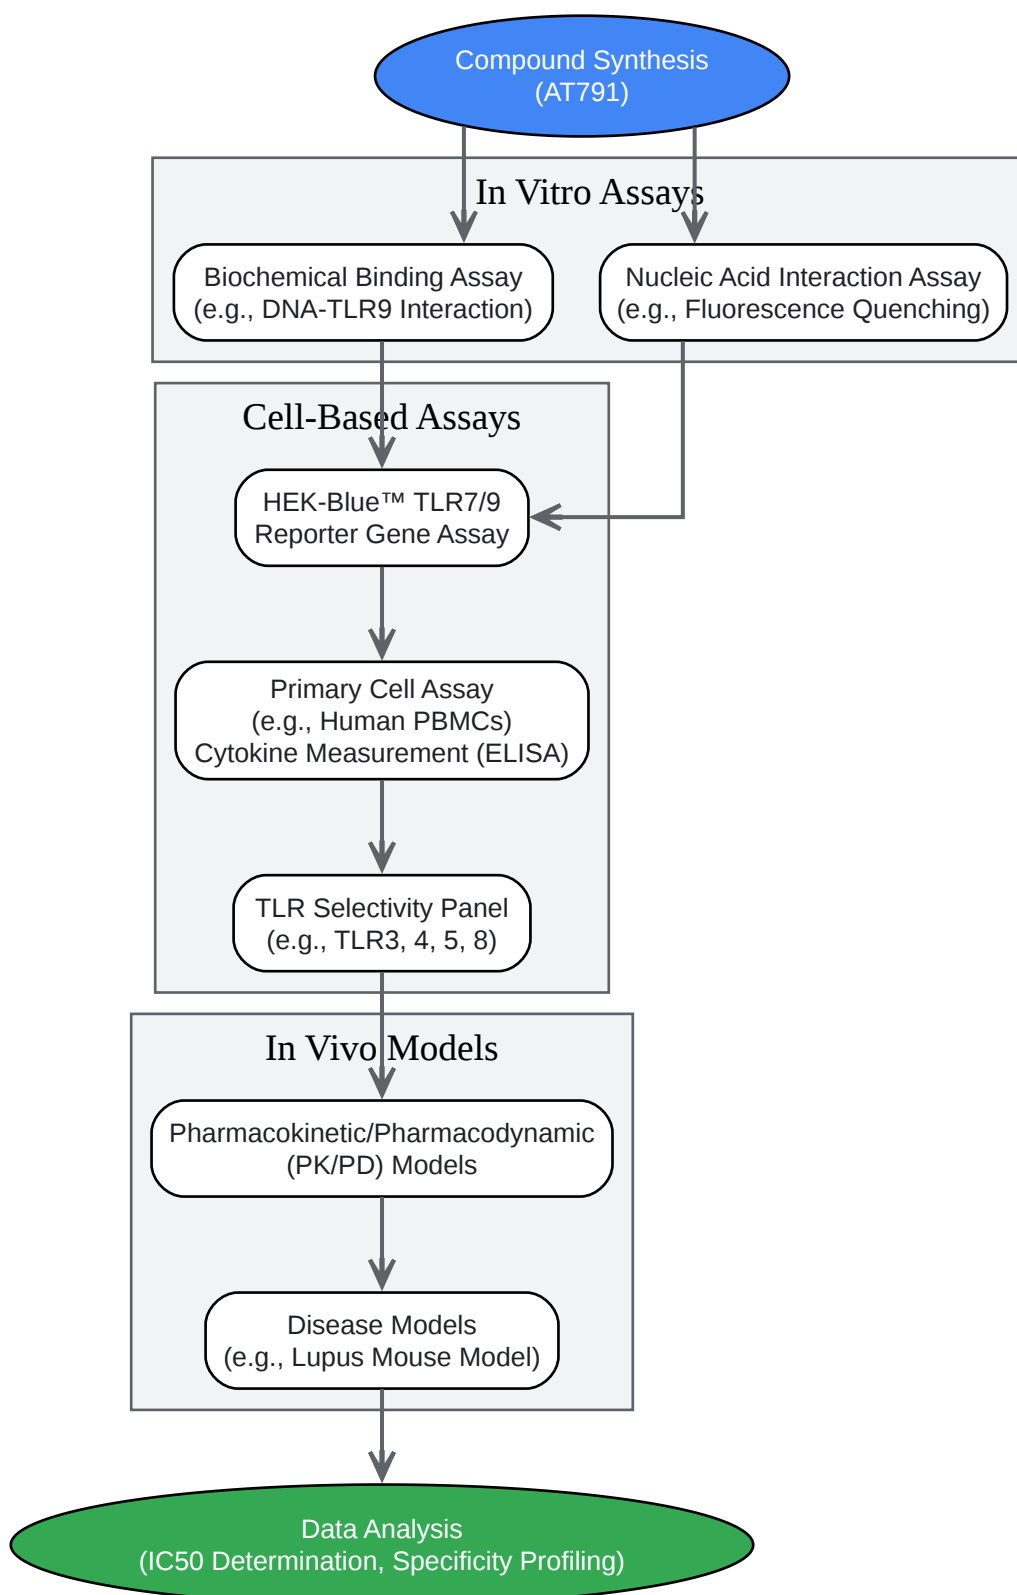 Compound Synthesis
(AT791)
In Vitro Assays
Biochemical Binding Assay
(e.g., DNA-TLR9 Interaction)
Nucleic Acid Interaction Assay
(e.g., Fluorescence Quenching)
Cell-Based Assays
HEK-Blue™ TLR7/9
Reporter Gene Assay
Primary Cell Assay
(e.g., Human PBMCs)
Cytokine Measurement (ELISA)
TLR Selectivity Panel
(e.g., TLR3, 4, 5, 8)
In Vivo Models
Pharmacokinetic/Pharmacodynamic
(PK/PD) Models
Disease Models
(e.g., Lupus Mouse Model)
Data Analysis
(IC50 Determination, Specificity Profiling)